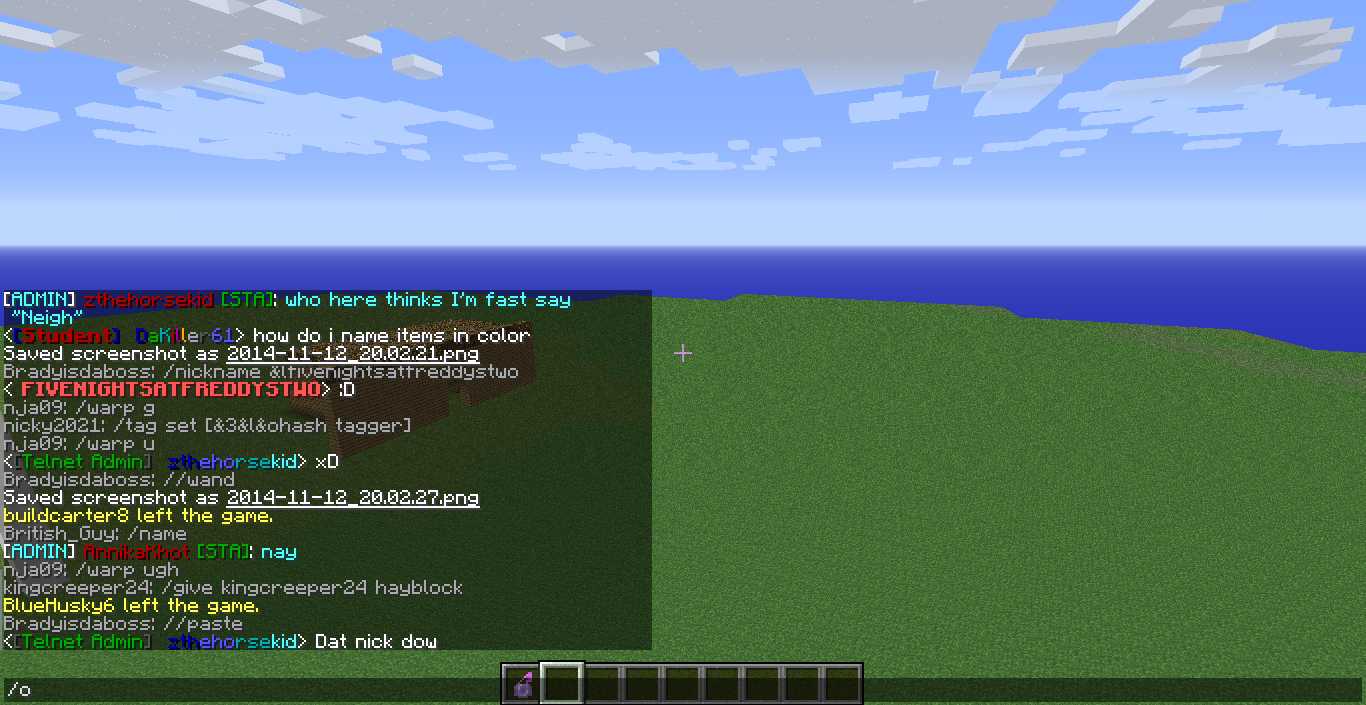 [ADMIN] zthehorsekid [STA]: who here thinks I'm fast say
"Neigh"
<[Student] DaKiller61> how do i name items in color
Saved screenshot as 2014-11-12_20.02.21.png
Bradyisdaboss: /nickname &lfivenightsatfreddystwo
< FIVENIGHTSATFREDDYSTWO> :D
nja09: /warp g
nicky2021: /tag set [&3&l&ohash tagger]
nja09: /warp u
<[Telnet Admin] zthehorsekid> xD
Bradyisdaboss: //wand
Saved screenshot as 2014-11-12_20.02.27.png
buildcarter8 left the game.
British_Guy: /name
[ADMIN] AnnikaKhot [STA]: nay
nja09: /warp ugh
kingcreeper24: /give kingcreeper24 hayblock
BlueHusky6 left the game.
Bradyisdaboss: //paste
<[Telnet Admin] zthehorsekid> Dat nick dow
/o